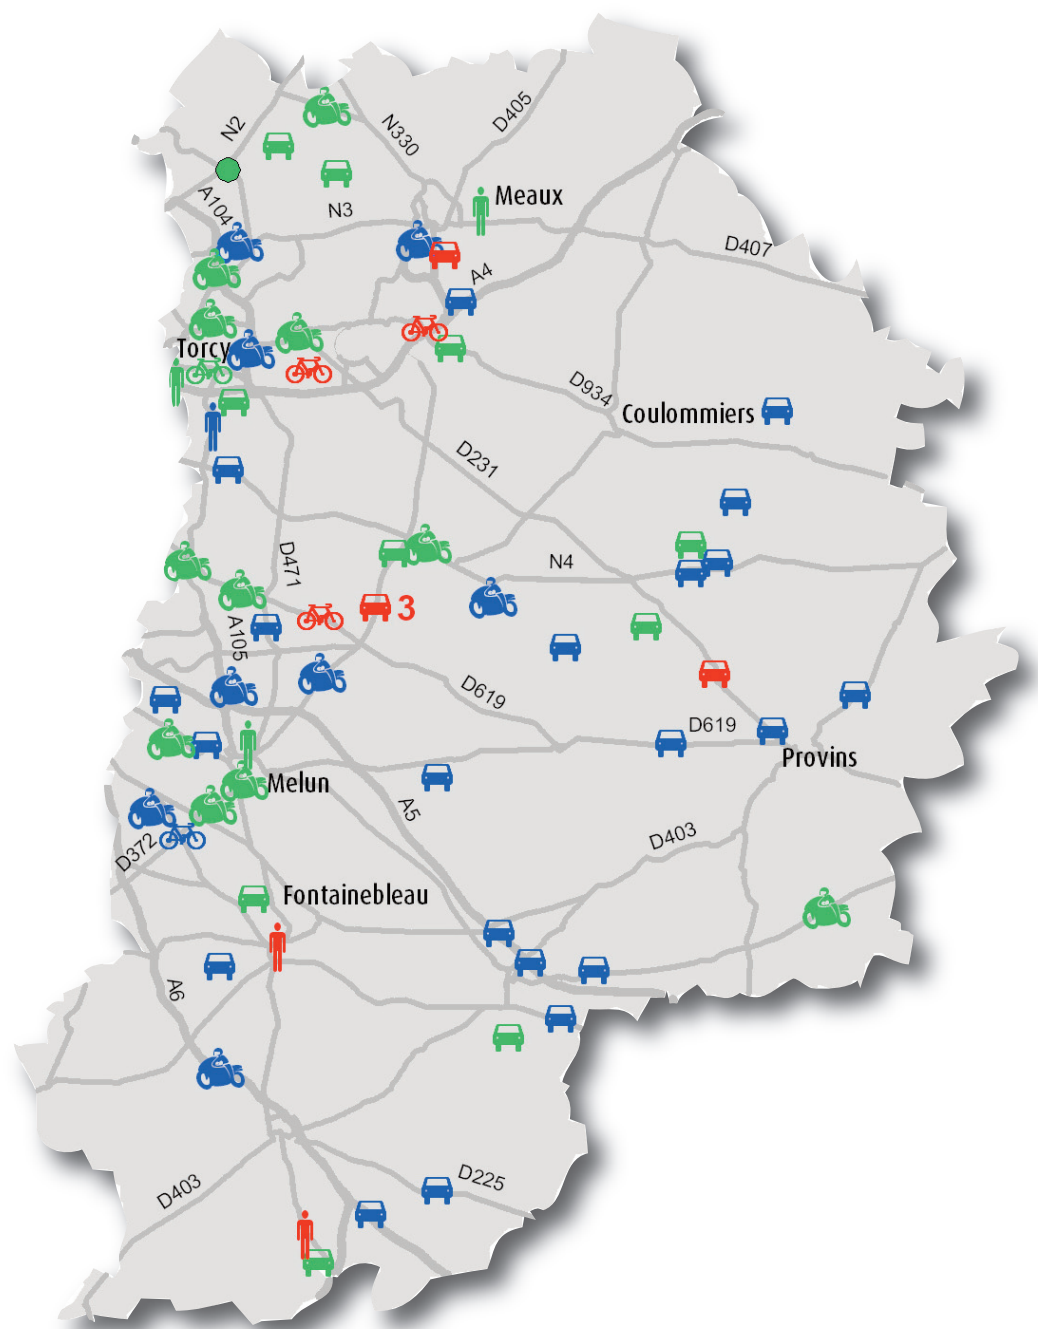 D405
N2
N330
Meaux
A104
N3
D407
A4
Torcy
D934
Coulommiers
D231
D471
N4
3
A105
D619
D619
Provins
Melun
A5
D372
D403
Fontainebleau
A6
D403
D225